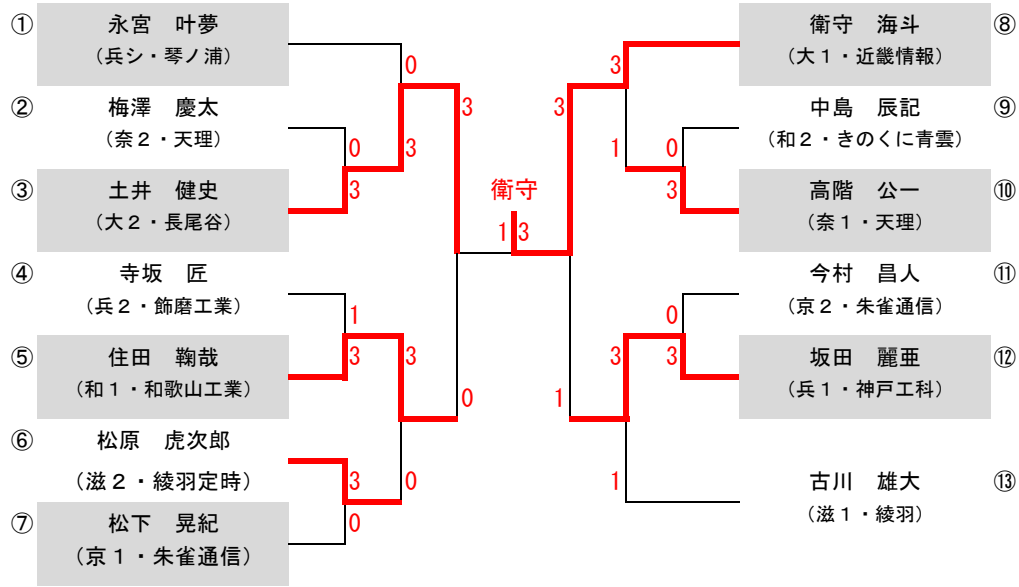 ① 永宮 叶夢
(兵シ・琴ノ浦)
② 梅澤 慶太
(奈2・天理)
③ 土井 健史
(大2・長尾谷)
④ 寺坂 匠
(兵2・飾磨工業)
⑤ 住田 鞠哉
(和1・和歌山工業)
⑥ 松原 虎次郎
(滋2・綾羽定時)
⑦ 松下 晃紀
(京1・朱雀通信)
0
3
0
3
3
1
3
3
0
3
0
0
衛守
1 3
3
3
1
0
3
0
3
3
1
1
衛守 海斗 ⑧
(大1・近畿情報)
中島 辰記 ⑨
(和2・きのくに青雲)
高階 公一 ⑩
(奈1・天理)
今村 昌人 ⑪
(京2・朱雀通信)
坂田 麗亜 ⑫
(兵1・神戸工科)
古川 雄大 ⑬
(滋1・綾羽)